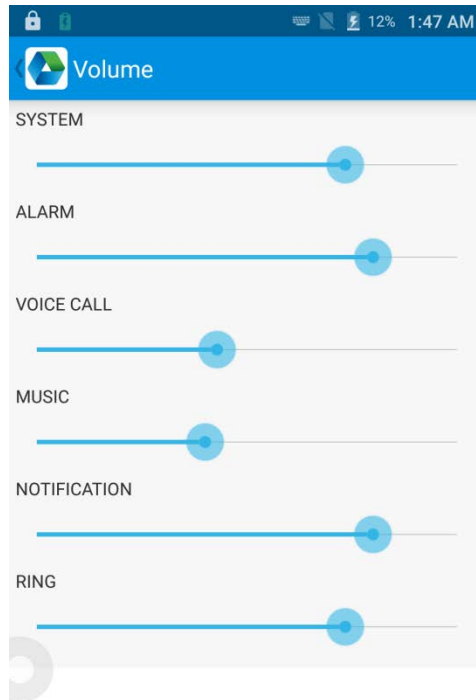 12% 1:47 AM
Volume
SYSTEM
ALARM
VOICE CALL
MUSIC
NOTIFICATION
RING